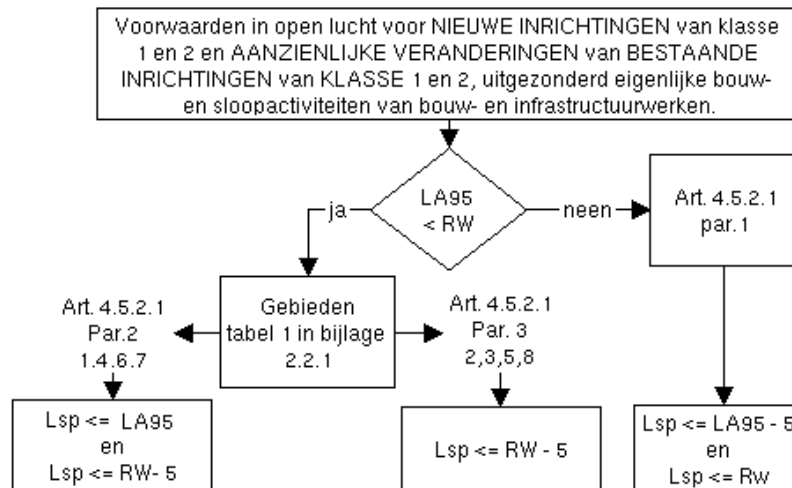 Voorwaarden in open lucht voor NIEUWE INRICHTINGEN van klasse
1 en 2 en AANZIENLIJKE VERANDERINGEN van BESTAANDE
INRICHTINGEN van KLASSE 1 en 2, uitgezonderd eigenlijke bouw-
en sloopactiviteiten van bouw- en infrastructuurwerken.
LA95
< RW
ja
neen
Art. 4.5.2.1
par.1
Gebieden
tabel 1 in bijlage
2.2.1
Art. 4.5.2.1
Par.2
1.4.6.7
Art. 4.5.2.1
Par. 3
2,3,5,8
Lsp <= LA95
en
Lsp <= RW- 5
Lsp <= RW - 5
Lsp <= LA95 - 5
en
Lsp <= Rw